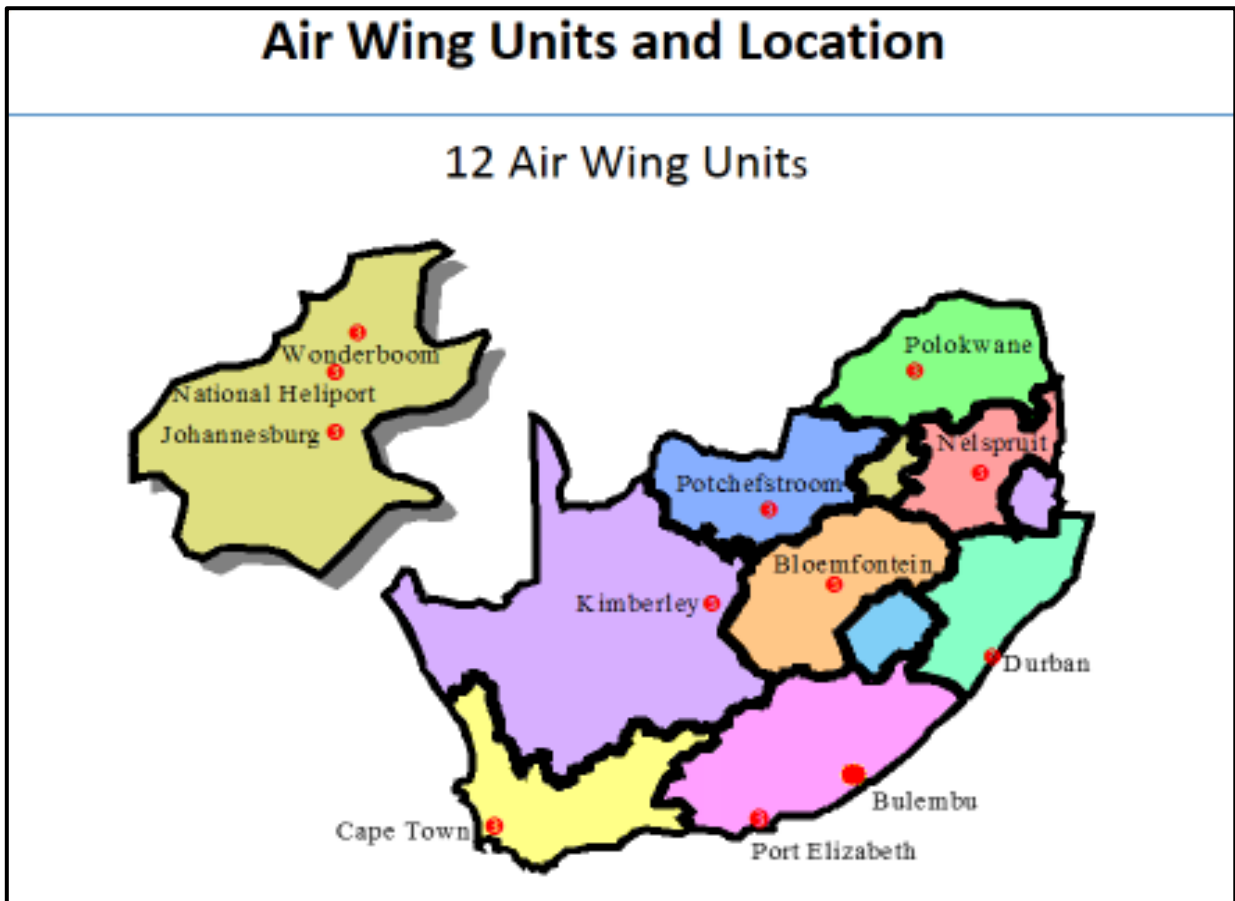 Air Wing Units and Location
12 Air Wing Units
Wonderboom
National Heliport
Johannesburg
Polokwane
Nelspruit
Potchefstroom
Bloemfontein
Kimberley
Durban
Bulembu
Port Elizabeth
Cape Town